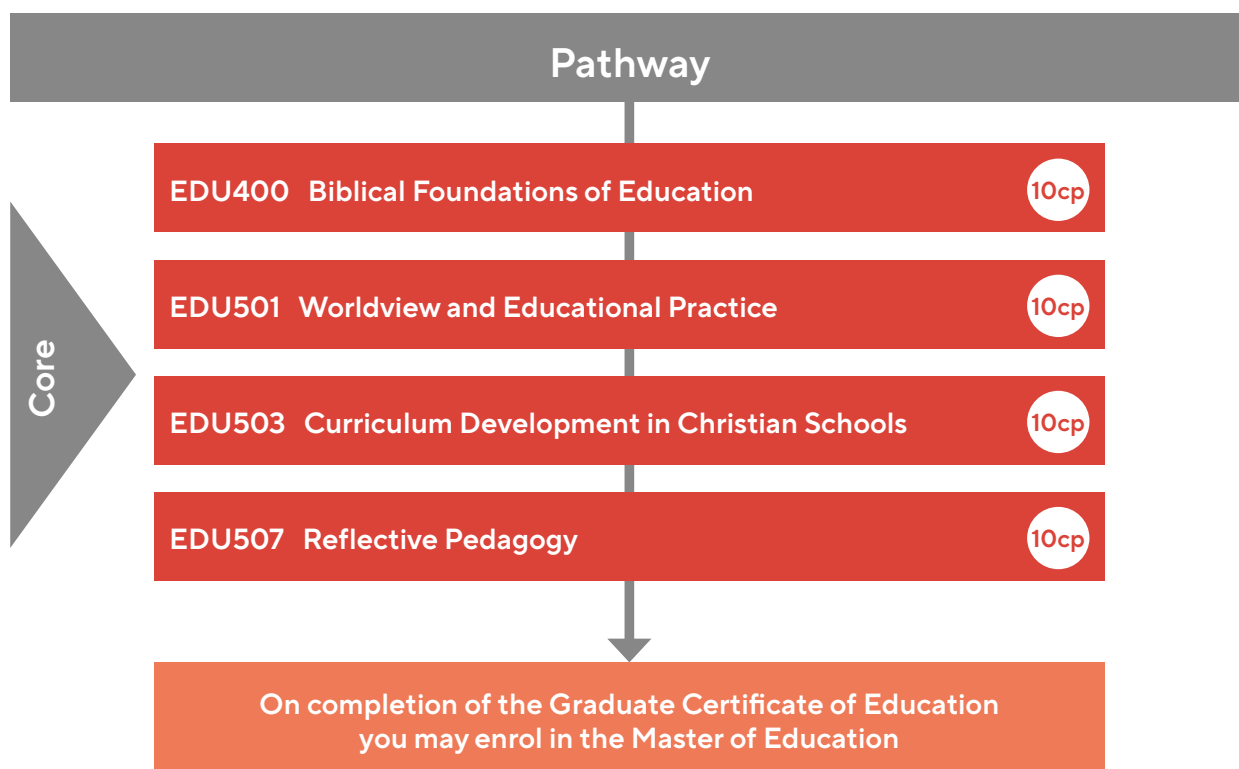 Pathway
Core
EDU400 Biblical Foundations of Education 10cp
EDU501 Worldview and Educational Practice 10cp
EDU503 Curriculum Development in Christian Schools 10cp
EDU507 Reflective Pedagogy 10cp
On completion of the Graduate Certificate of Education
you may enrol in the Master of Education